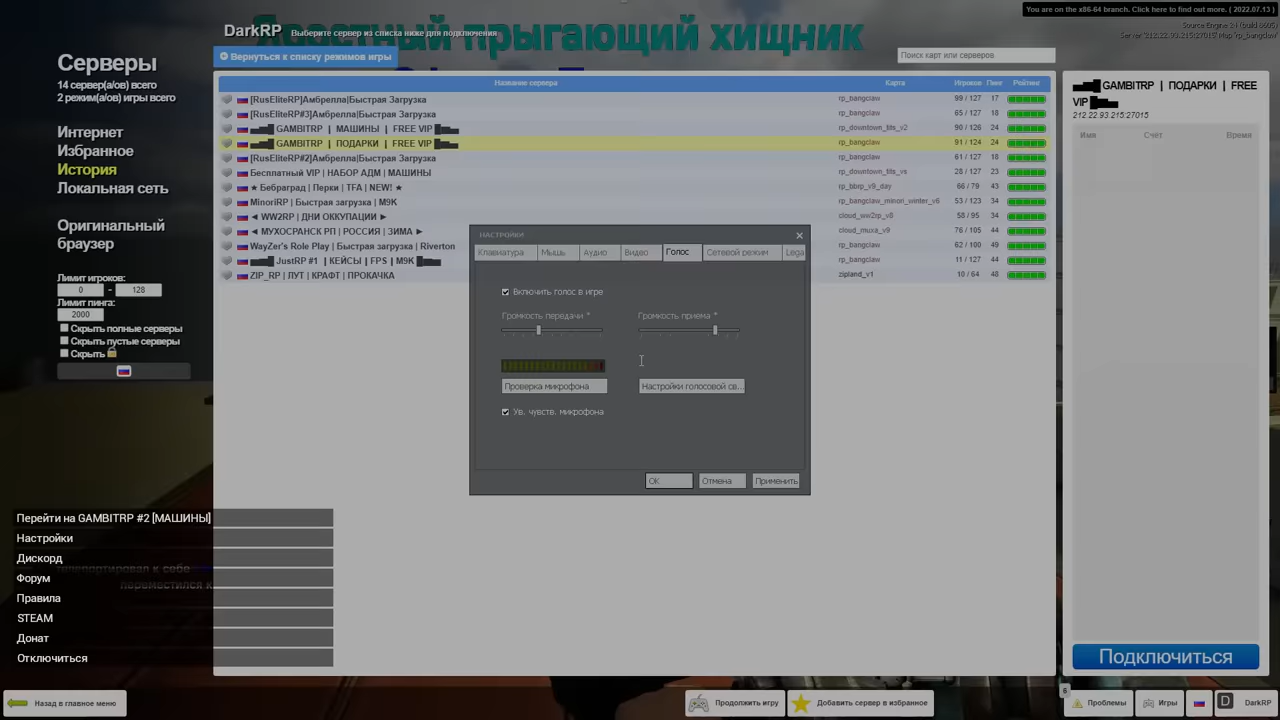 You are on the x86-64 branch. Click here to find out more. ( 2022.07.13 )
прыгающий хищник
DarkRP
Выберите сервер из списка ниже для подключения
Вернуться к списку режимов игры
Поиск карт или серверов
Серверы
14 сервер(а/ов) всего
2 режим(а/ов) игры всего
Интернет
Избранное
История
Локальная сеть
Оригинальный
браузер
Лимит игроков:
0 - 128
Лимит пинга:
2000
Скрыть полные серверы
Скрыть пустые серверы
Скрыть
Название сервера Карта Игроков Пинг Рейтинг
[RusEliteRP]Амбрелла|Быстрая Загрузка rp_bangclaw 99 / 127 17
[RusEliteRP#3]Амбрелла|Быстрая Загрузка rp_bangclaw 65 / 127 18
GAMBITRP | МАШИНЫ | FREE VIP rp_downtown_tits_v2 90 / 126 24
GAMBITRP | ПОДАРКИ | FREE VIP rp_bangclaw 91 / 124 24
[RusEliteRP#2]Амбрелла|Быстрая Загрузка rp_bangclaw 61 / 127 18
Бесплатный VIP | НАБОР АДМ | МАШИНЫ rp_downtown_tits_vs 28 / 127 23
★ Бебраград | Перки | TFA | NEW! ★ rp_bbrp_v9_day 66 / 79 43
MinoriRP | Быстрая загрузка | M9K rp_bangclaw_minori_winter_v6 53 / 123 34
◄ WW2RP | ДНИ ОККУПАЦИИ ► cloud_ww2rp_v8 58 / 95 34
◄ МУХОСРАНСК РП | РОССИЯ | ЗИМА ► cloud_muxa_v9 76 / 105 44
WayZer's Role Play | Быстрая загрузка | Riverton rp_bangclaw 62 / 100 49
JustRP #1 | КЕЙСЫ | FPS | M9K rp_bangclaw 11 / 127 44
ZIP_RP | ЛУТ | КРАФТ | ПРОКАЧКА zipland_v1 10 / 64 48
GAMBITRP | ПОДАРКИ | FREE
VIP
212.22.93.215:27015
Имя Счёт Время
НАСТРОЙКИ
Клавиатура Мышь Аудио Видео Голос Сетевой режим Lega
Включить голос в игре
Громкость передачи * Громкость приема *
Проверка микрофона Настройки голосовой св...
Ув. чувств. микрофона
OK Отмена Применить
Перейти на GAMBITRP #2 [МАШИНЫ]
Настройки
Дискорд
Форум
Правила
STEAM
Донат
Отключиться
Подключиться
Назад в главное меню
Продолжить игру
Добавить сервер в избранное
6
Проблемы
Игры
D DarkRP